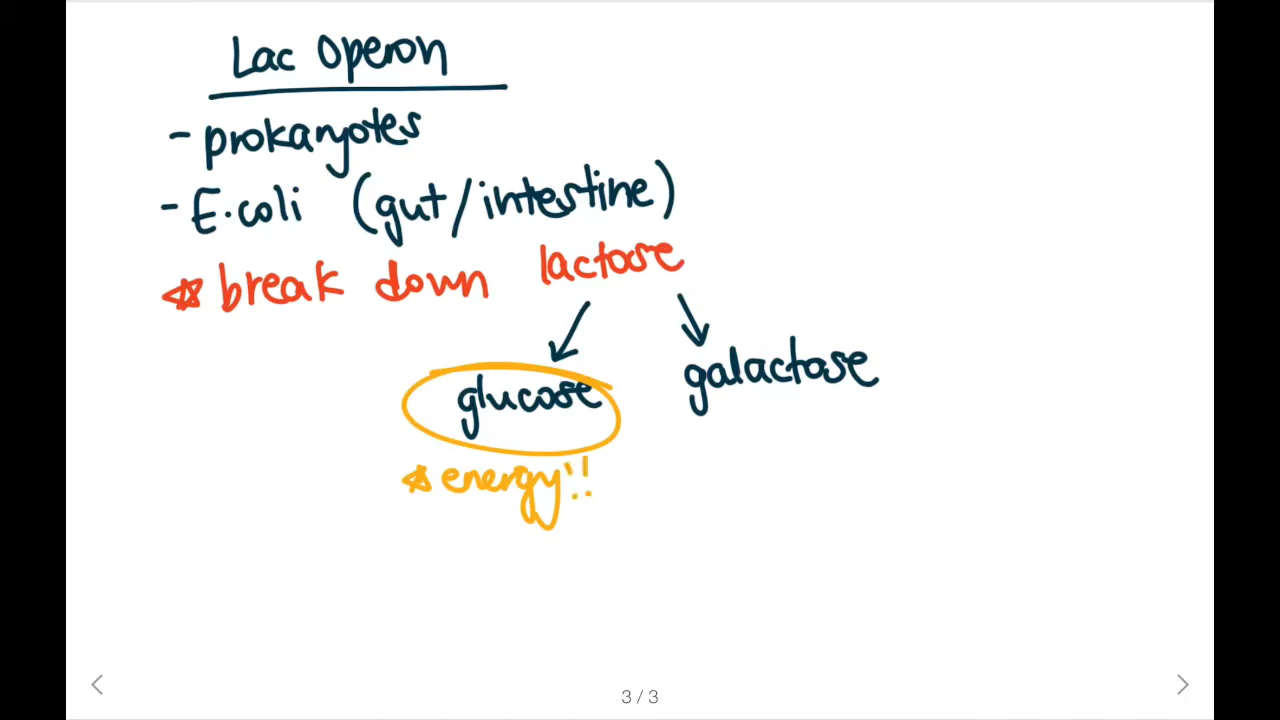 Lac Operon
- prokaryotes
- E.coli (gut/intestine)
☆ break down lactose
glucose galactose
☆ energy!!
3 / 3